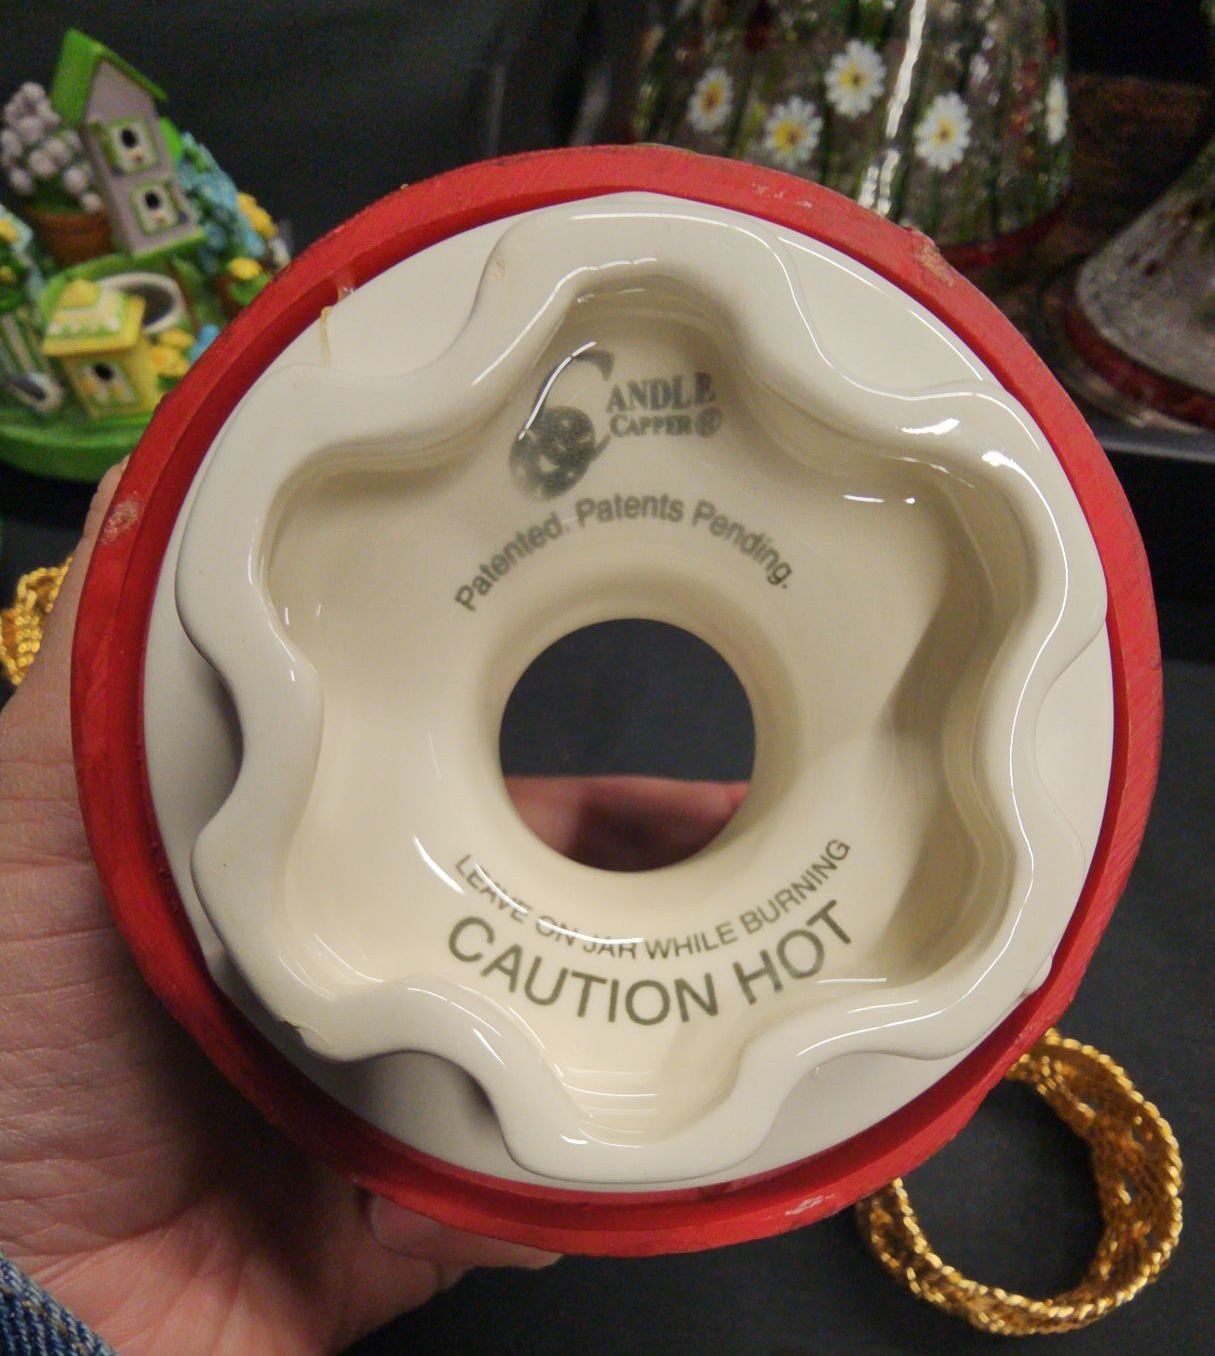 CANDLE
CAPPER®
Patented. Patents Pending.
LEAVE ON JAR WHILE BURNING
CAUTION HOT